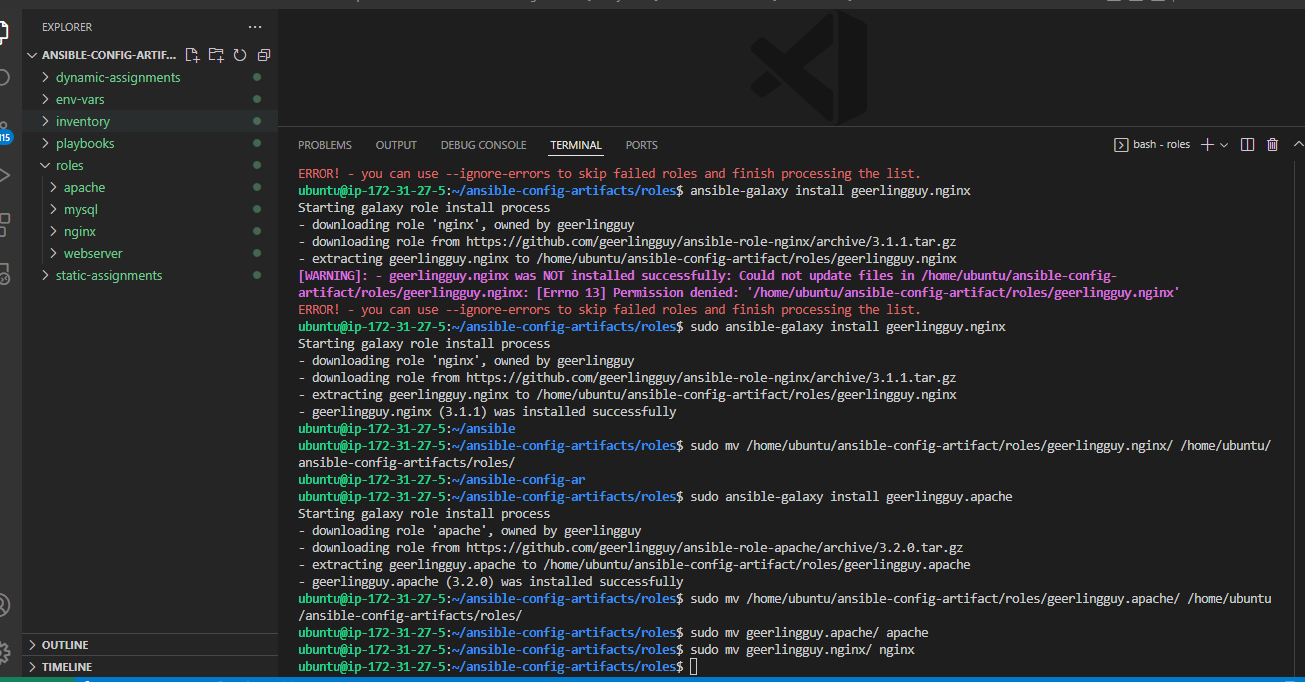 EXPLORER
ANSIBLE-CONFIG-ARTIF...
dynamic-assignments
env-vars
inventory
playbooks
roles
apache
mysql
nginx
webserver
static-assignments
OUTLINE
TIMELINE
PROBLEMS OUTPUT DEBUG CONSOLE TERMINAL PORTS
bash - roles
ERROR! - you can use --ignore-errors to skip failed roles and finish processing the list.
ubuntu@ip-172-31-27-5:~/ansible-config-artifacts/roles$ ansible-galaxy install geerlingguy.nginx
Starting galaxy role install process
- downloading role 'nginx', owned by geerlingguy
- downloading role from https://github.com/geerlingguy/ansible-role-nginx/archive/3.1.1.tar.gz
- extracting geerlingguy.nginx to /home/ubuntu/ansible-config-artifact/roles/geerlingguy.nginx
[WARNING]: - geerlingguy.nginx was NOT installed successfully: Could not update files in /home/ubuntu/ansible-config-
artifact/roles/geerlingguy.nginx: [Errno 13] Permission denied: '/home/ubuntu/ansible-config-artifact/roles/geerlingguy.nginx'
ERROR! - you can use --ignore-errors to skip failed roles and finish processing the list.
ubuntu@ip-172-31-27-5:~/ansible-config-artifacts/roles$ sudo ansible-galaxy install geerlingguy.nginx
Starting galaxy role install process
- downloading role 'nginx', owned by geerlingguy
- downloading role from https://github.com/geerlingguy/ansible-role-nginx/archive/3.1.1.tar.gz
- extracting geerlingguy.nginx to /home/ubuntu/ansible-config-artifact/roles/geerlingguy.nginx
- geerlingguy.nginx (3.1.1) was installed successfully
ubuntu@ip-172-31-27-5:~/ansible
ubuntu@ip-172-31-27-5:~/ansible-config-artifacts/roles$ sudo mv /home/ubuntu/ansible-config-artifact/roles/geerlingguy.nginx/ /home/ubuntu/
ansible-config-artifacts/roles/
ubuntu@ip-172-31-27-5:~/ansible-config-ar
ubuntu@ip-172-31-27-5:~/ansible-config-artifacts/roles$ sudo ansible-galaxy install geerlingguy.apache
Starting galaxy role install process
- downloading role 'apache', owned by geerlingguy
- downloading role from https://github.com/geerlingguy/ansible-role-apache/archive/3.2.0.tar.gz
- extracting geerlingguy.apache to /home/ubuntu/ansible-config-artifact/roles/geerlingguy.apache
- geerlingguy.apache (3.2.0) was installed successfully
ubuntu@ip-172-31-27-5:~/ansible-config-artifacts/roles$ sudo mv /home/ubuntu/ansible-config-artifact/roles/geerlingguy.apache/ /home/ubuntu
/ansible-config-artifacts/roles/
ubuntu@ip-172-31-27-5:~/ansible-config-artifacts/roles$ sudo mv geerlingguy.apache/ apache
ubuntu@ip-172-31-27-5:~/ansible-config-artifacts/roles$ sudo mv geerlingguy.nginx/ nginx
ubuntu@ip-172-31-27-5:~/ansible-config-artifacts/roles$